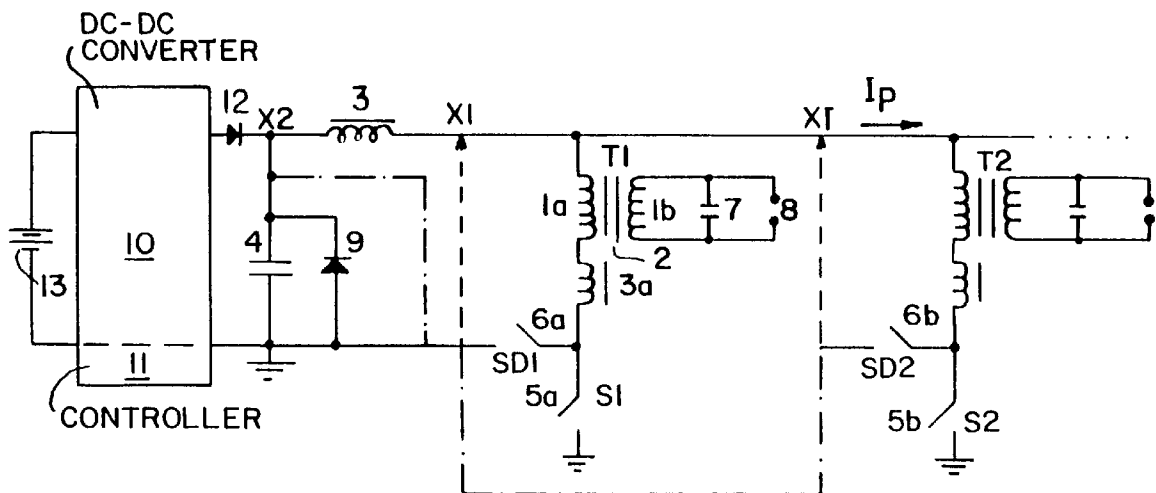 DC-DC
CONVERTER
12
X2
3
X1
XT
Ip
T1
T2
1a
1b
7
8
10
4
9
2
13
3a
6a
6b
11
SD1
SD2
5a
S1
5b
S2
CONTROLLER